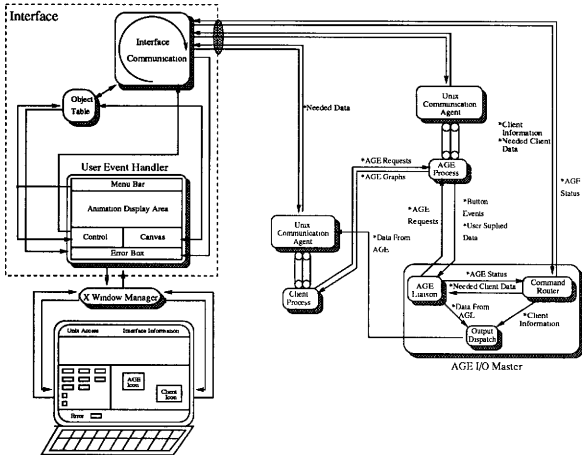 Interface
Interface
Communication
Object
Table
User Event Handler
Menu Bar
Animation Display Area
Control
Canvas
Error Box
X Window Manager
Unix Access
Interface Information
AGE
Icon
Client
Icon
Error
*Needed Data
Unix
Communication
Agent
Client
Process
*AGE Requests
*AGE Graphs
*Data From
AGE
Unix
Communication
Agent
AGE
Process
*Client
Information
*Needed Client
Data
*AGE
Status
*AGE
Requests
*Button
Events
*User Suplied
Data
AGE
Liaison
*AGE Status
*Needed Client Data
Command
Router
*Data From
AGE
*Client
Information
Output
Dispatch
AGE I/O Master